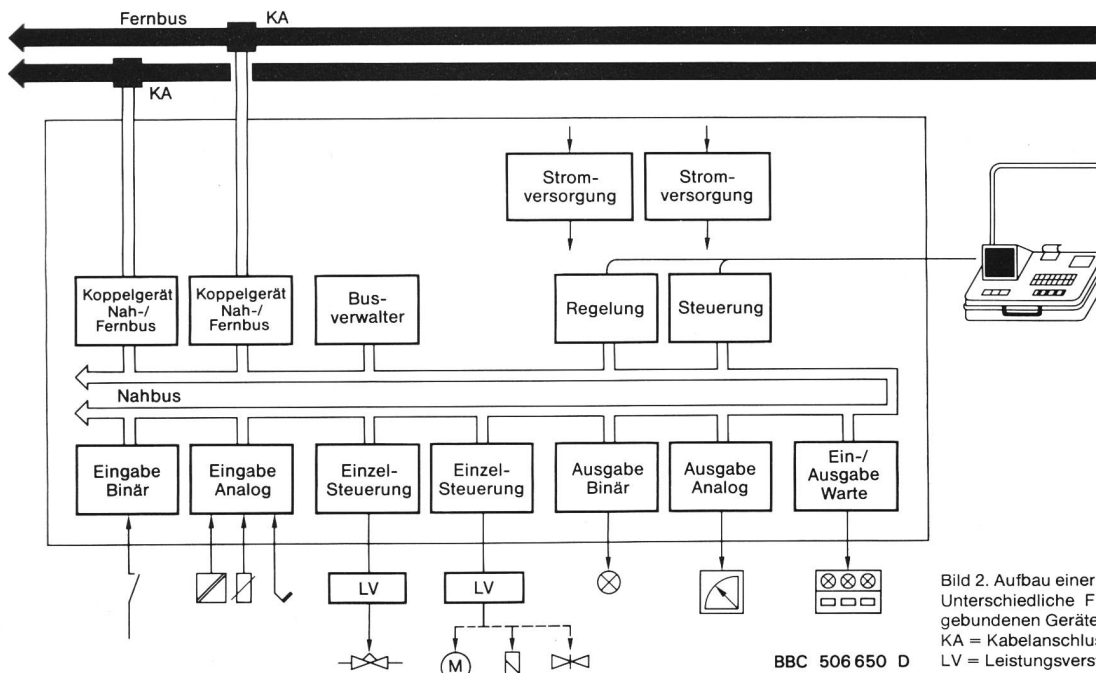 Fernbus
KA
KA
Strom-
versorgung
Strom-
versorgung
Koppelgerät
Nah-/
Fernbus
Koppelgerät
Nah-/
Fernbus
Bus-
verwalter
Regelung
Steuerung
Nahbus
Eingabe
Binär
Eingabe
Analog
Einzel-
Steuerung
Einzel-
Steuerung
Ausgabe
Binär
Ausgabe
Analog
Ein-/
Ausgabe
Warte
LV
LV
M
BBC 506 650 D
Bild 2. Aufbau einer
Unterschiedliche F
gebundenen Geräte
KA = Kabelanschlus
LV = Leistungsverst